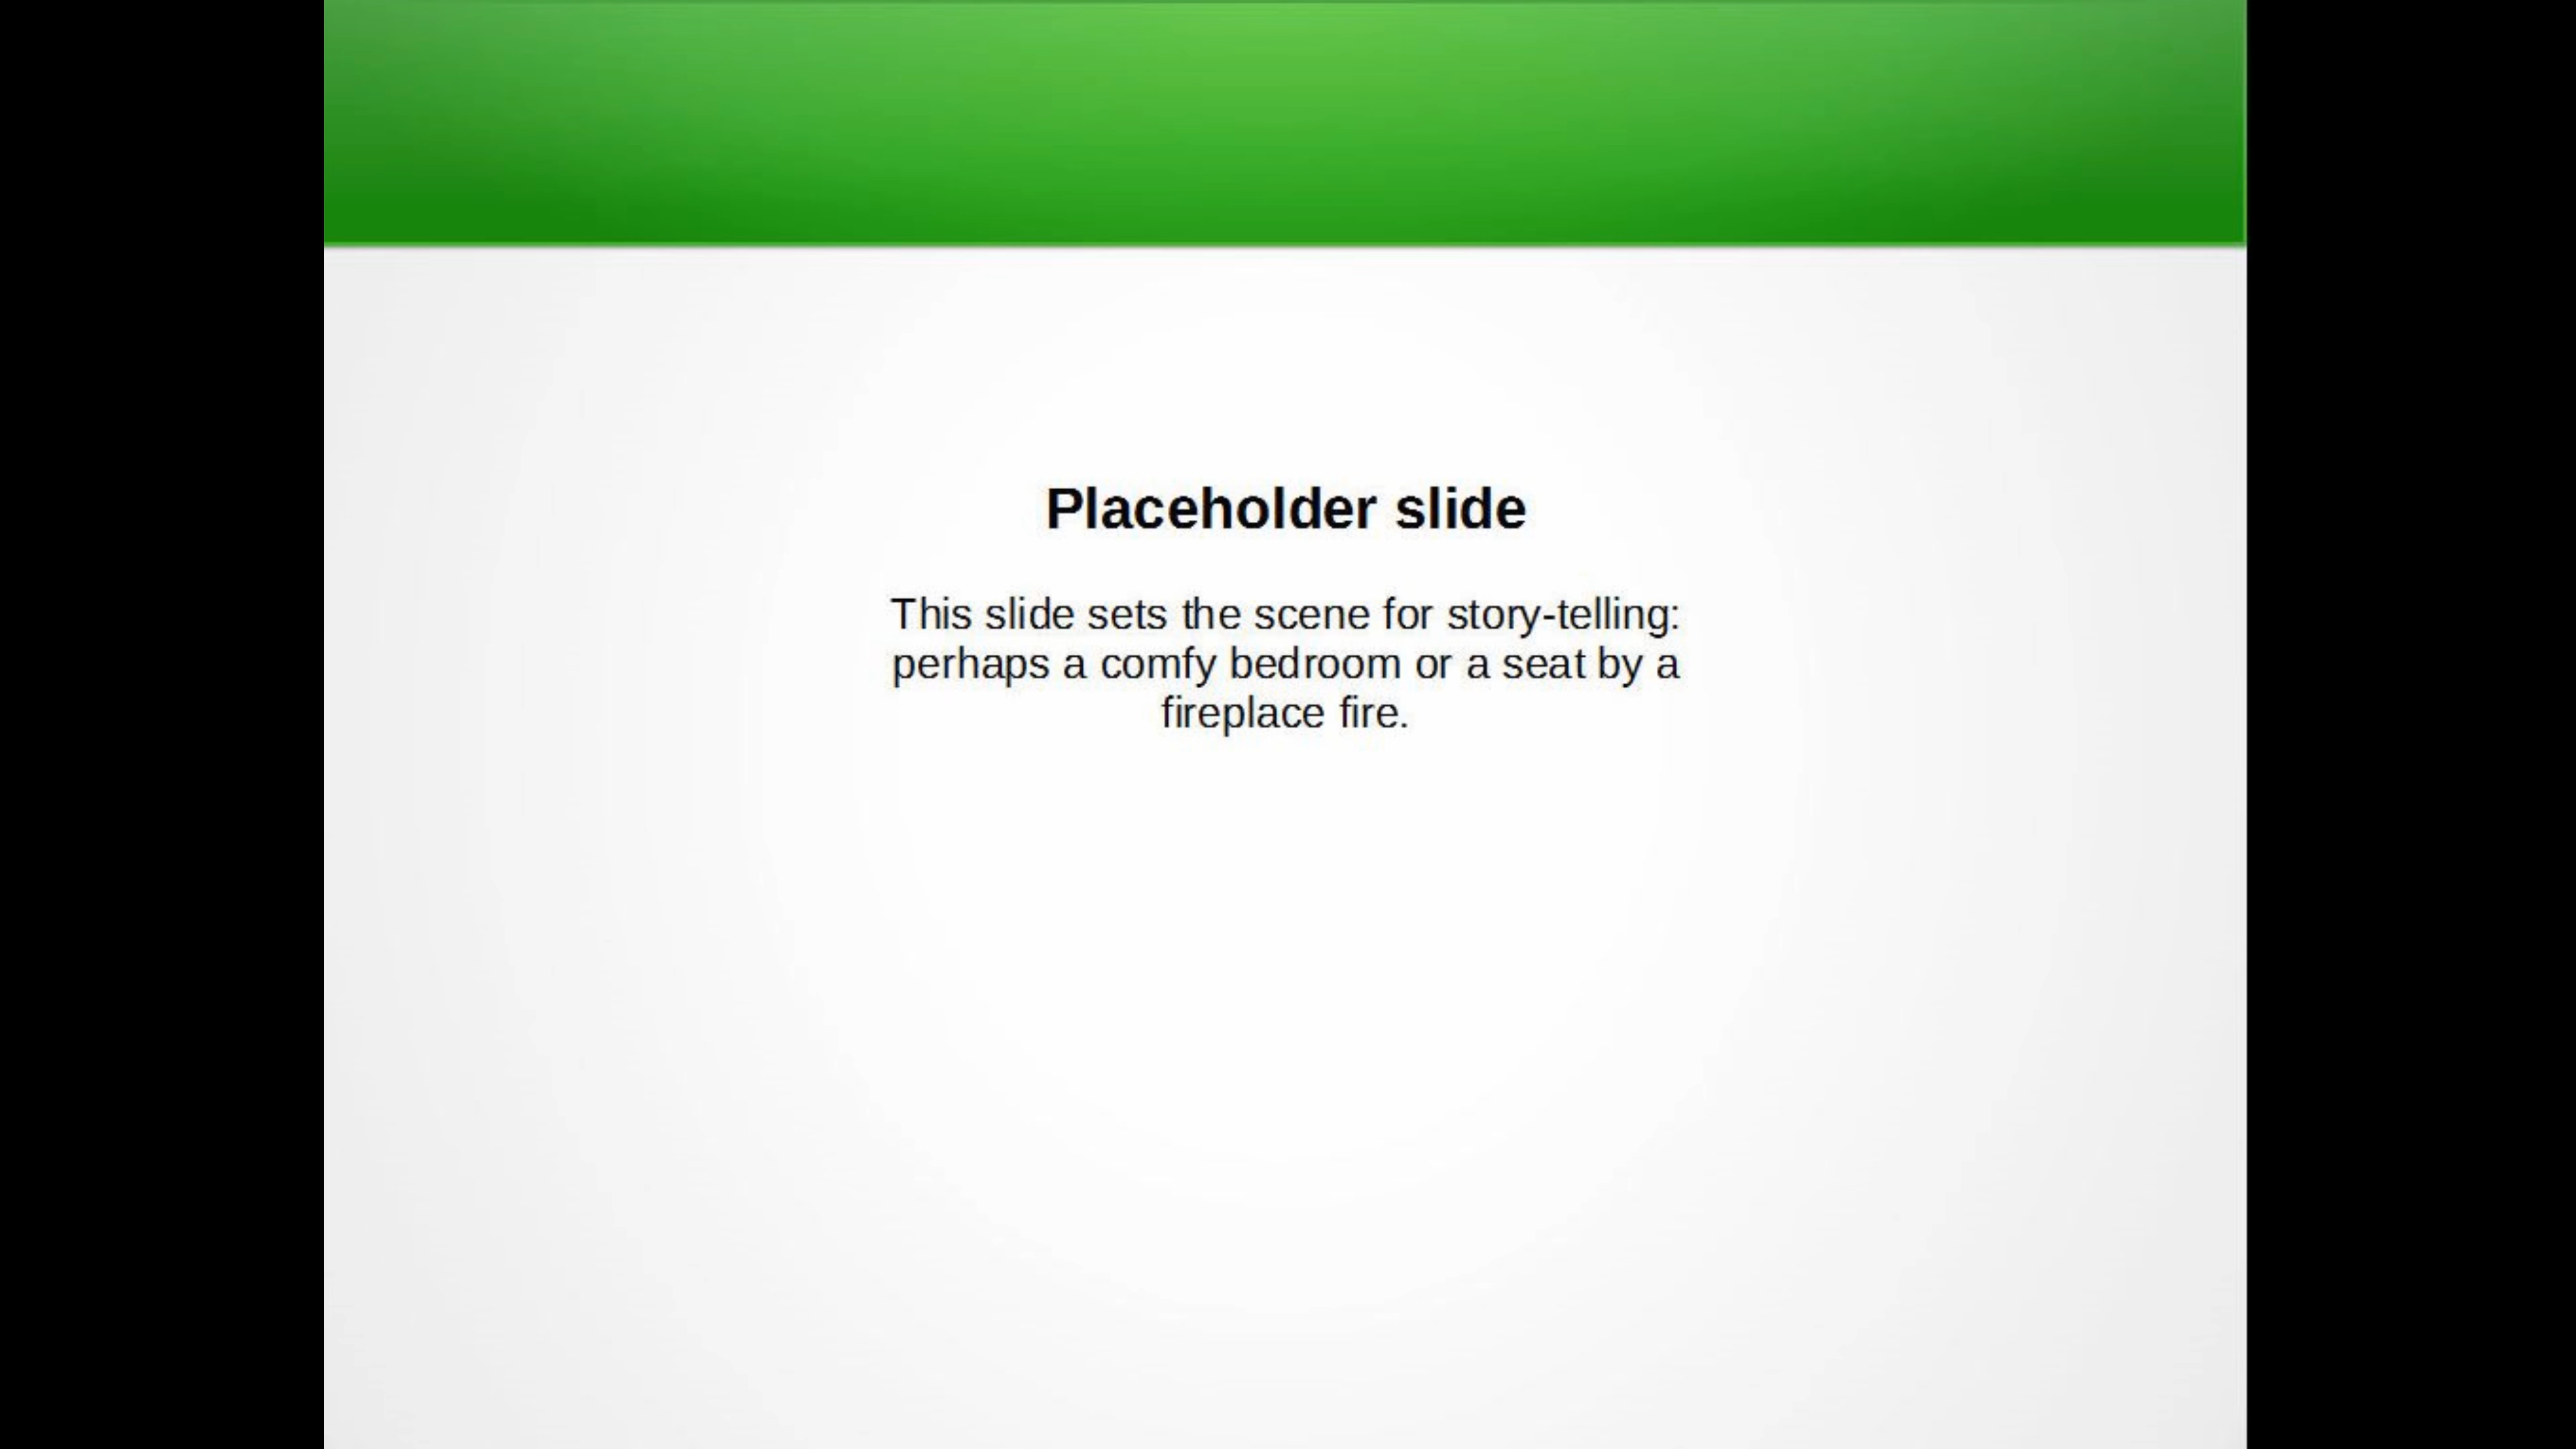 Placeholder slide
This slide sets the scene for story-telling:
perhaps a comfy bedroom or a seat by a
fireplace fire.